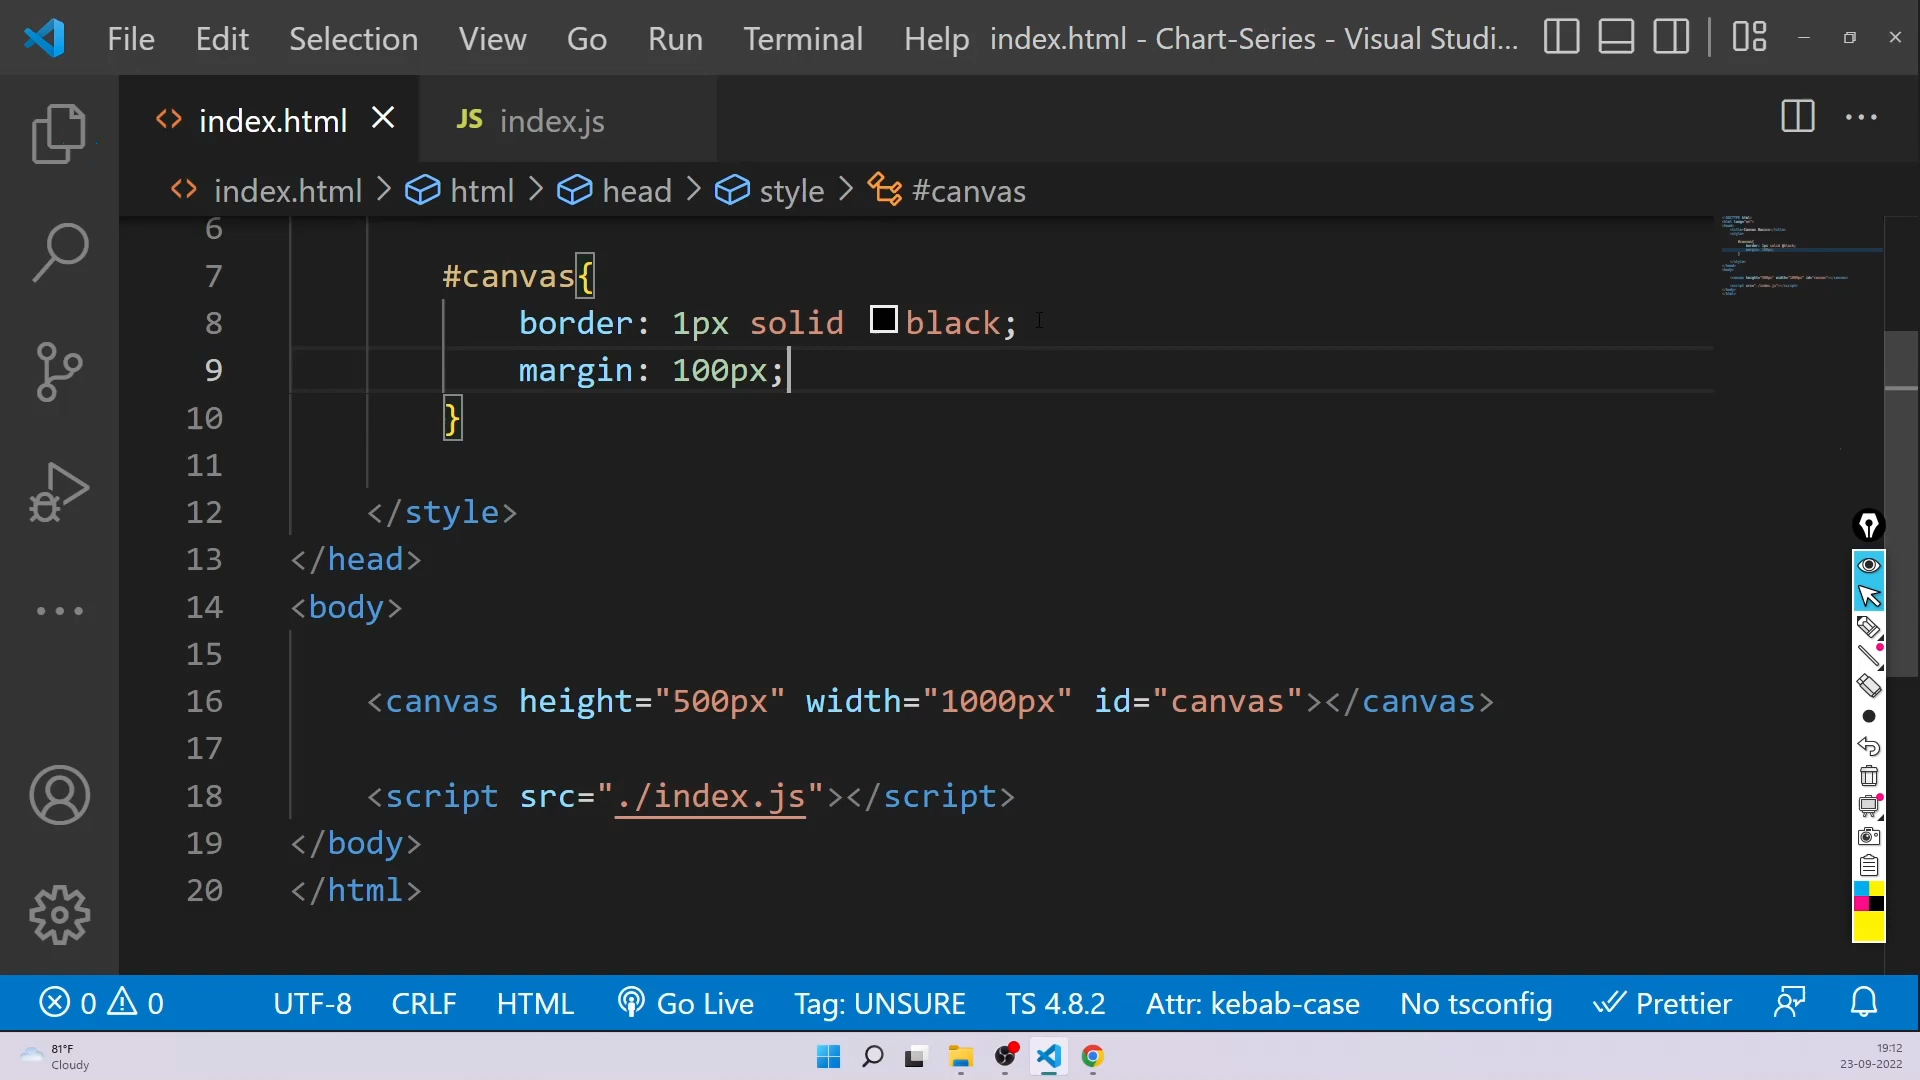 File Edit Selection View Go Run Terminal Help index.html - Chart-Series - Visual Studi...
<> index.html
JS index.js
<> index.html > html > head > style > #canvas
6
7 #canvas{
8 border: 1px solid black;
9 margin: 100px;
10 }
11
12 </style>
13 </head>
14 <body>
15
16 <canvas height="500px" width="1000px" id="canvas"></canvas>
17
18 <script src="./index.js"></script>
19 </body>
20 </html>
0 0 UTF-8 CRLF HTML Go Live Tag: UNSURE TS 4.8.2 Attr: kebab-case No tsconfig Prettier
81°F
Cloudy
19:12
23-09-2022